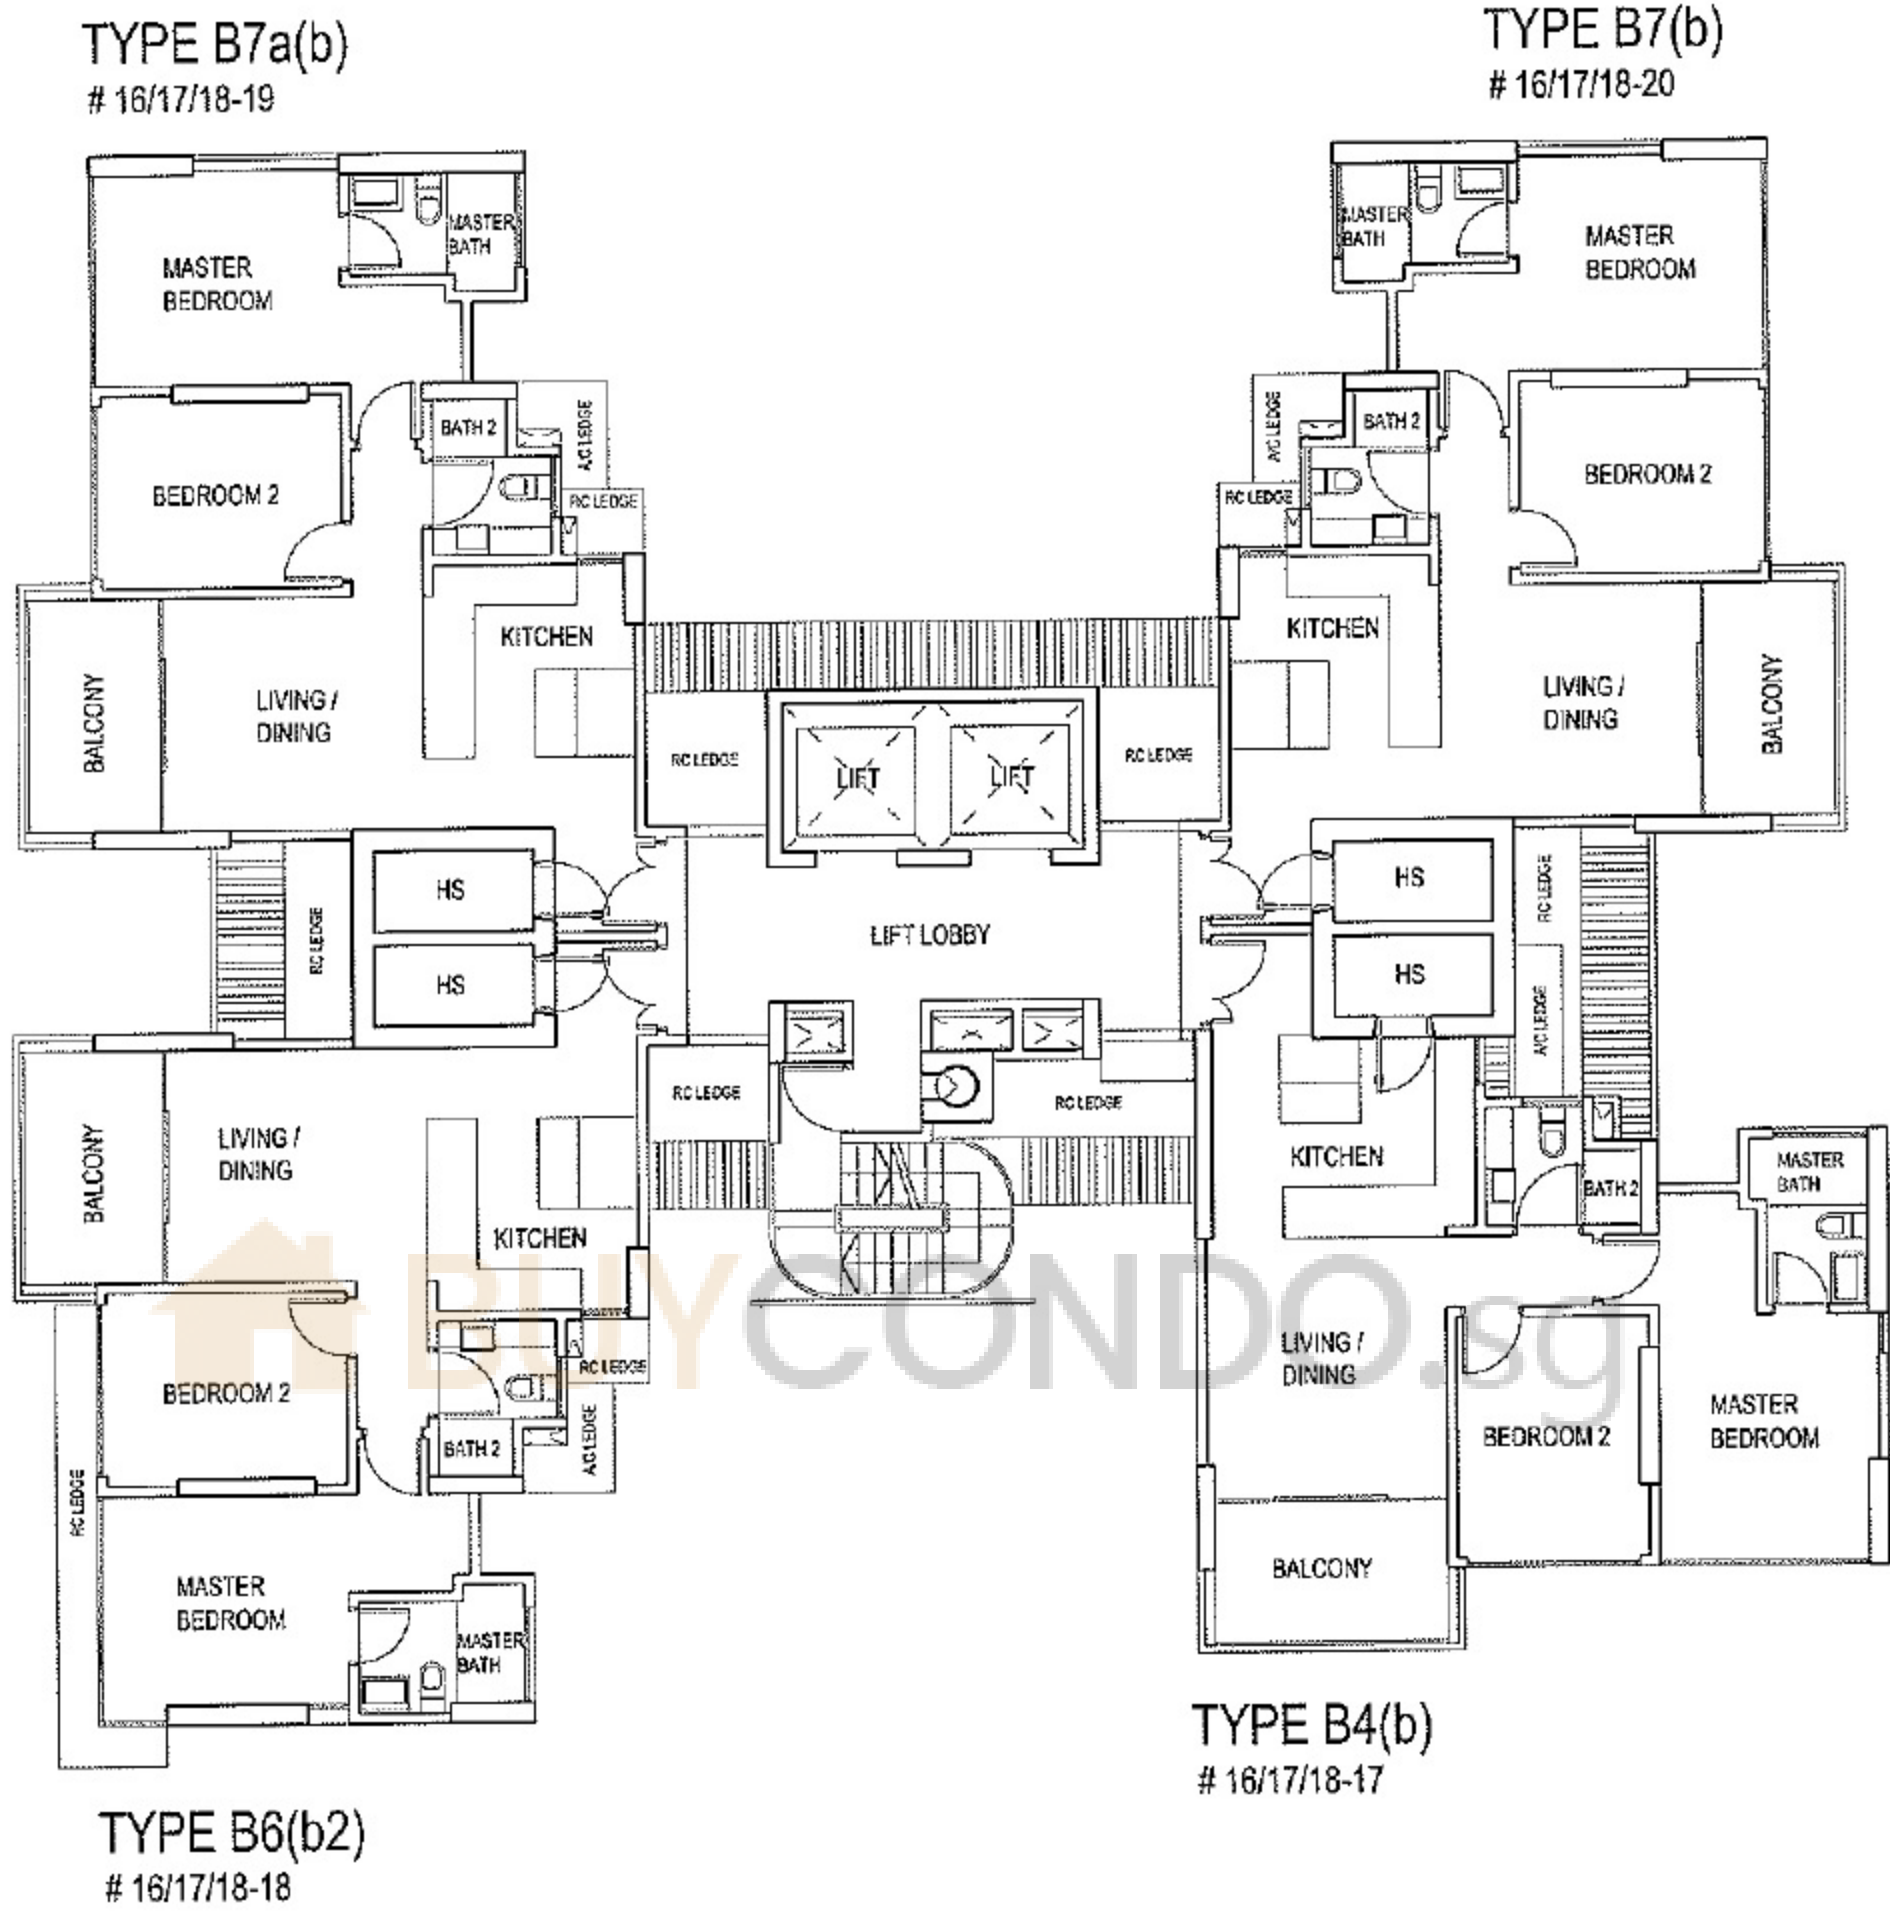 TYPE B7a(b)
# 16/17/18-19
TYPE B7(b)
# 16/17/18-20
MASTER
BATH
MASTER
BEDROOM
BATH 2
A/C LEDGE
BEDROOM 2
RC LEDGE
KITCHEN
LIVING /
DINING
BALCONY
RC LEDGE
HS
RC LEDGE
MASTER
BATH
MASTER
BEDROOM
A/C LEDGE
BATH 2
BEDROOM 2
RC LEDGE
KITCHEN
LIVING /
DINING
BALCONY
RC LEDGE
HS
RC LEDGE
LIFT
LIFT
LIFT LOBBY
HS
RC LEDGE
BALCONY
LIVING /
DINING
KITCHEN
RC LEDGE
BEDROOM 2
BATH 2
A/C LEDGE
RC LEDGE
MASTER
BEDROOM
MASTER
BATH
HS
A/C LEDGE
RC LEDGE
KITCHEN
BATH 2
MASTER
BATH
LIVING /
DINING
BEDROOM 2
MASTER
BEDROOM
BALCONY
BUYCONDO.sg
TYPE B4(b)
# 16/17/18-17
TYPE B6(b2)
# 16/17/18-18